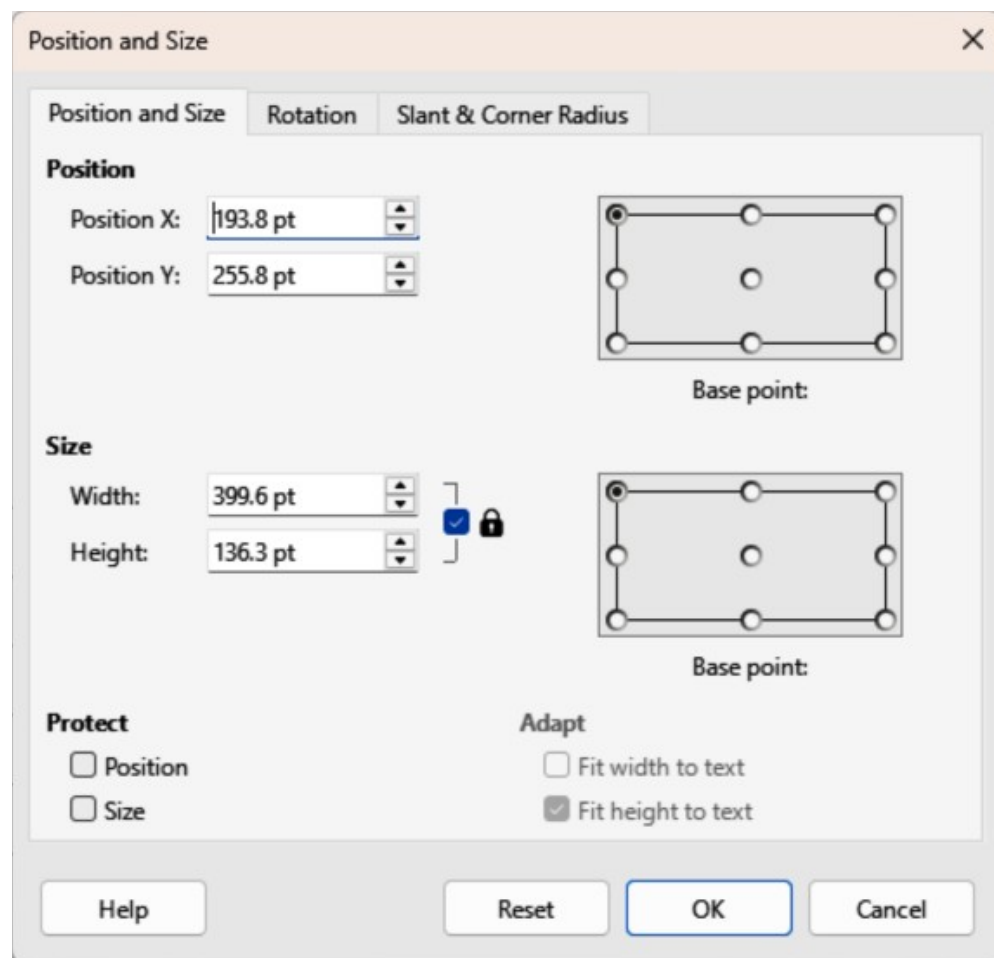 Position and Size
Position and Size Rotation Slant & Corner Radius
Position
Position X: 193.8 pt
Position Y: 255.8 pt
Base point:
Size
Width: 399.6 pt
Height: 136.3 pt
Base point:
Protect
Position
Size
Adapt
Fit width to text
Fit height to text
Help Reset OK Cancel